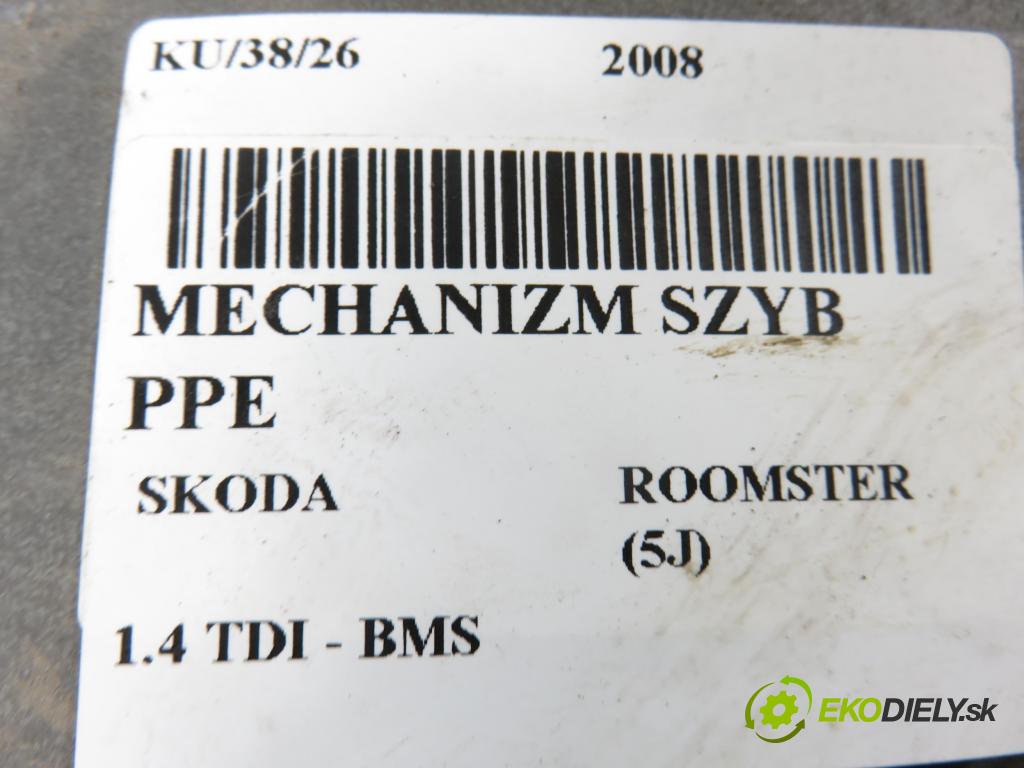 KU/38/26 2008
MECHANIZM SZYB
PPE
SKODA ROOMSTER
(5J)
1.4 TDI - BMS
EKODIELY.sk